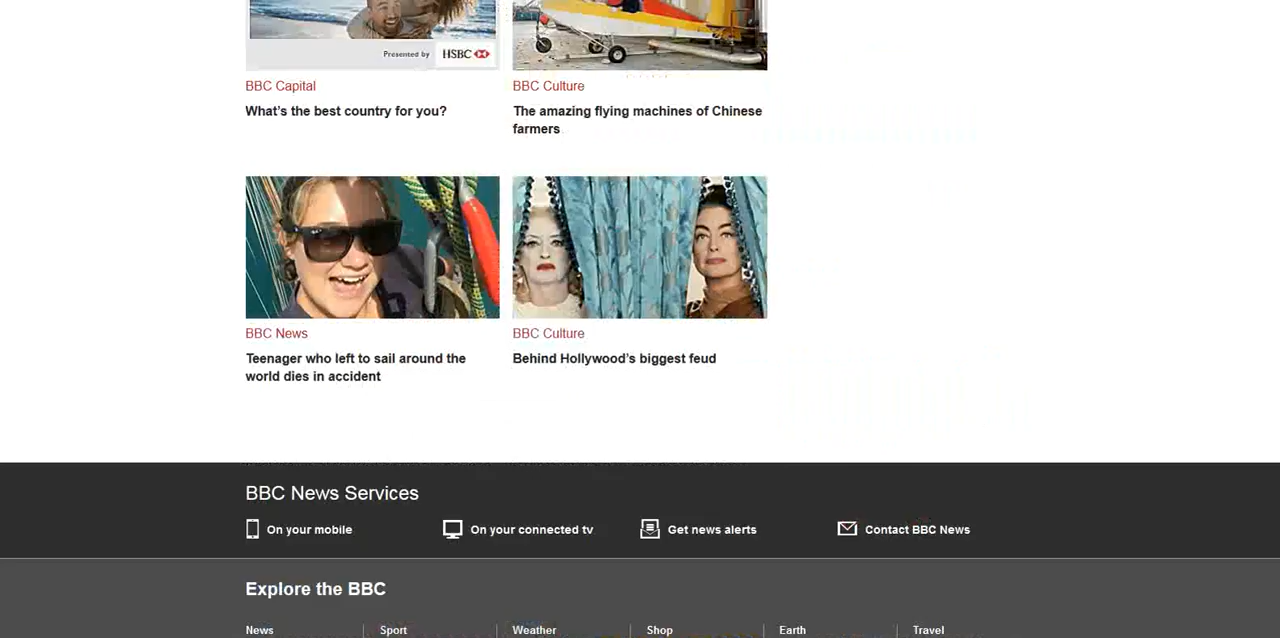 Presented by HSBC
BBC Capital
What's the best country for you?
BBC Culture
The amazing flying machines of Chinese
farmers
BBC News
Teenager who left to sail around the
world dies in accident
BBC Culture
Behind Hollywood's biggest feud
BBC News Services
On your mobile
On your connected tv
Get news alerts
Contact BBC News
Explore the BBC
News
Sport
Weather
Shop
Earth
Travel